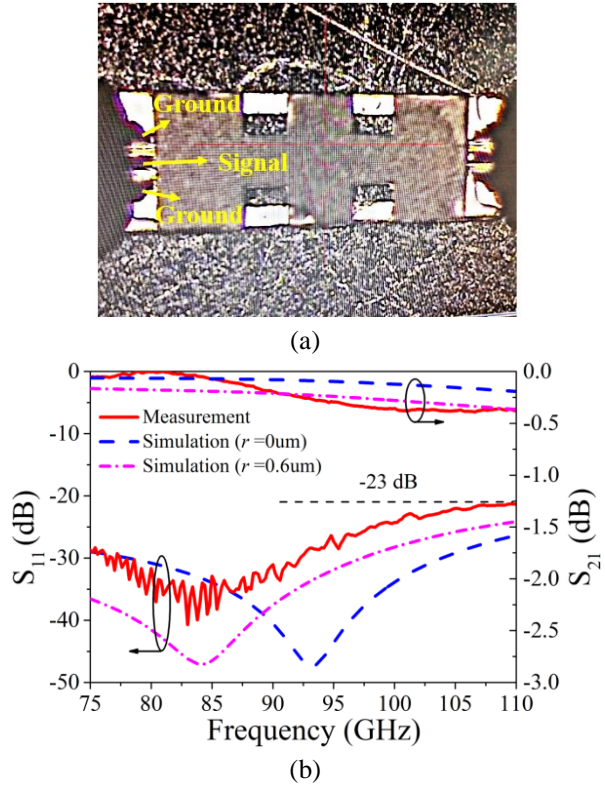 Ground
Signal
Ground
(a)
Measurement
Simulation (r =0um)
Simulation (r =0.6um)
-23 dB
S11 (dB)
0
-10
-20
-30
-40
-50
S21 (dB)
0.0
-0.5
-1.0
-1.5
-2.0
-2.5
-3.0
75 80 85 90 95 100 105 110
Frequency (GHz)
(b)